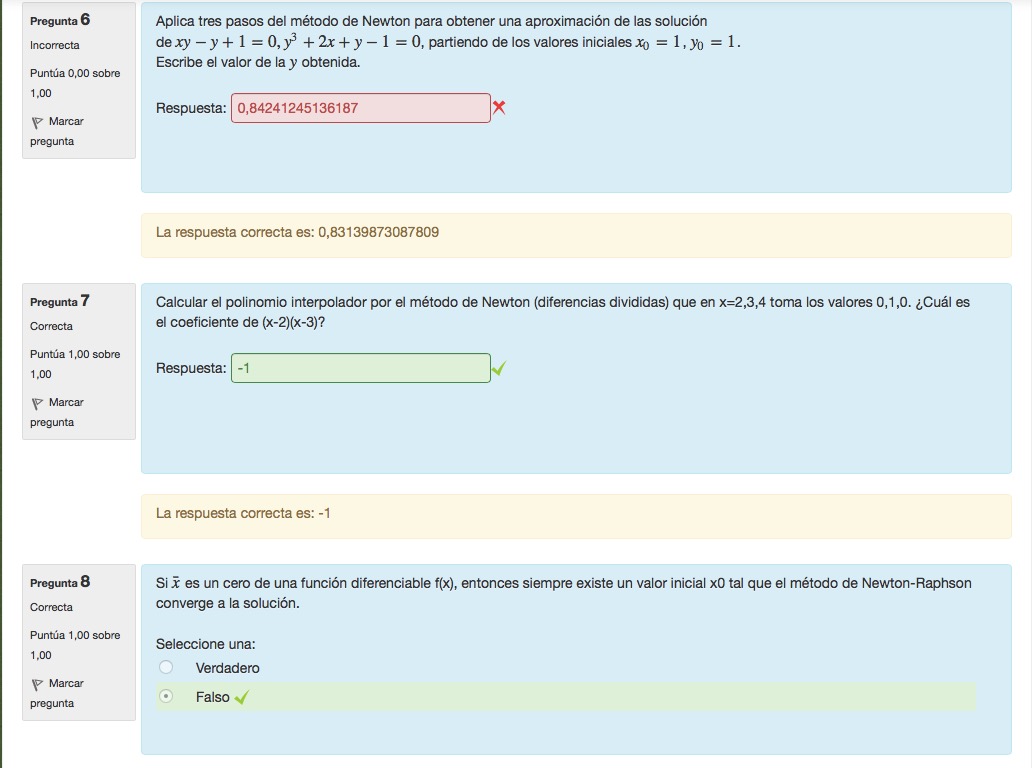 Pregunta 6
Incorrecta
Puntúa 0,00 sobre
1,00
Marcar
pregunta
Aplica tres pasos del método de Newton para obtener una aproximación de las solución
de xy − y + 1 = 0, y³ + 2x + y − 1 = 0, partiendo de los valores iniciales x₀ = 1, y₀ = 1.
Escribe el valor de la y obtenida.
Respuesta: 0,84241245136187
La respuesta correcta es: 0,83139873087809
Pregunta 7
Correcta
Puntúa 1,00 sobre
1,00
Marcar
pregunta
Calcular el polinomio interpolador por el método de Newton (diferencias divididas) que en x=2,3,4 toma los valores 0,1,0. ¿Cuál es
el coeficiente de (x-2)(x-3)?
Respuesta: -1
La respuesta correcta es: -1
Pregunta 8
Correcta
Puntúa 1,00 sobre
1,00
Marcar
pregunta
Si x̄ es un cero de una función diferenciable f(x), entonces siempre existe un valor inicial x0 tal que el método de Newton-Raphson
converge a la solución.
Seleccione una:
Verdadero
Falso